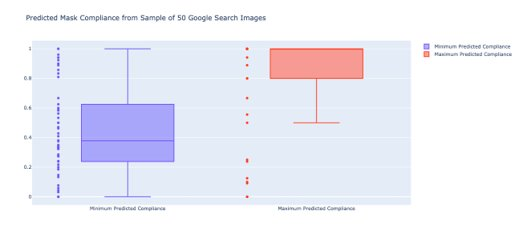 Predicted Mask Compliance from Sample of 50 Google Search Images
Minimum Predicted Compliance
Maximum Predicted Compliance
1
0.8
0.6
0.4
0.2
0
Minimum Predicted Compliance
Maximum Predicted Compliance